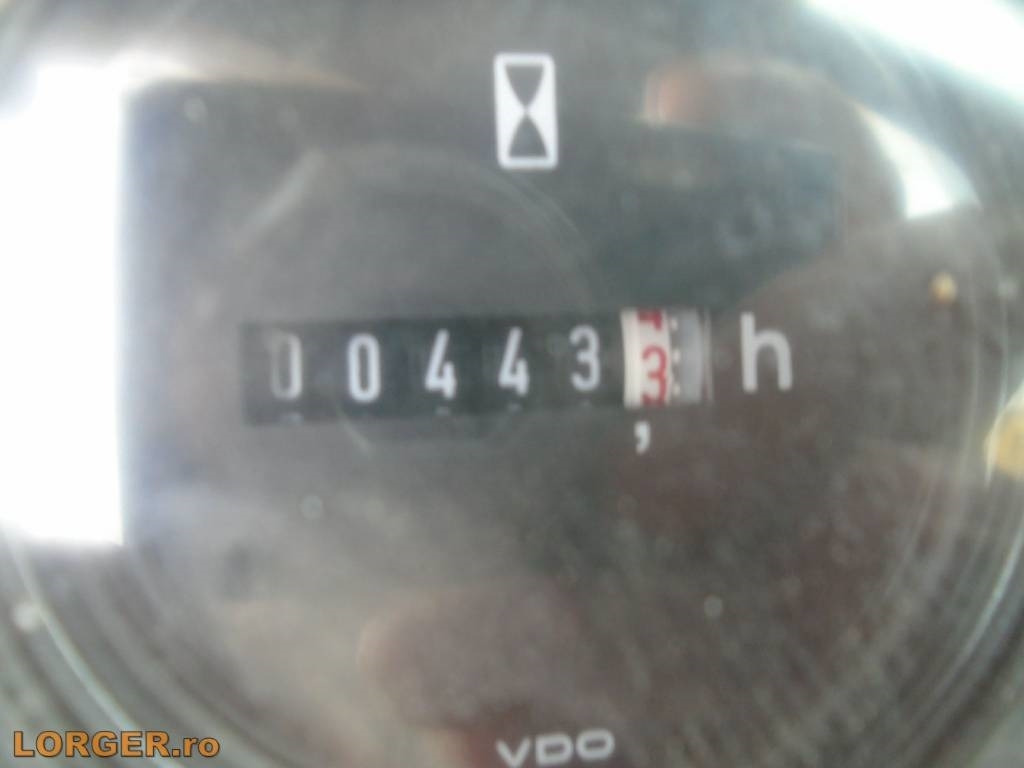 00443,3 h
VDO
LORGER.ro